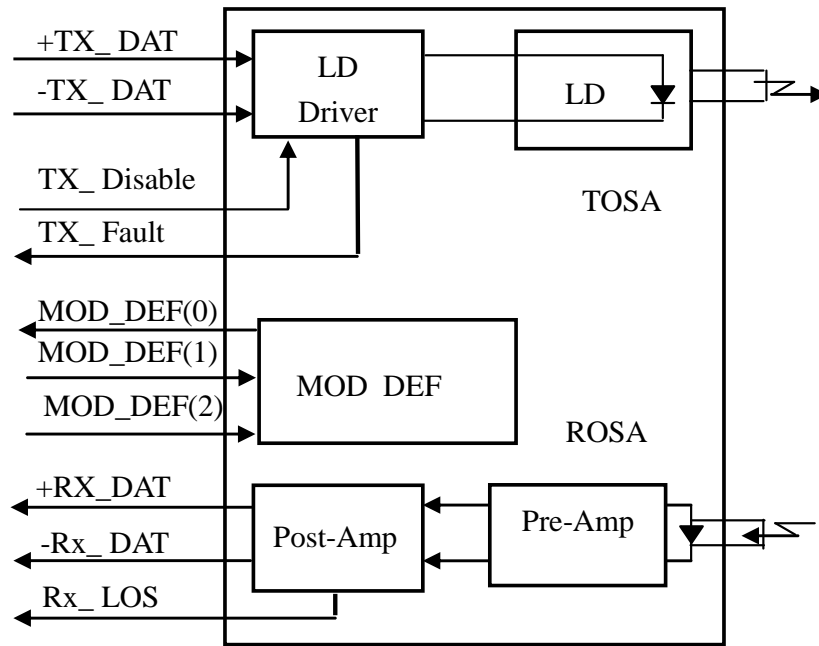 +TX_ DAT
-TX_ DAT
TX_ Disable
TX_ Fault
LD
Driver
LD
TOSA
MOD_DEF(0)
MOD_DEF(1)
MOD_DEF(2)
MOD DEF
ROSA
+RX_DAT
-Rx_ DAT
Rx_ LOS
Post-Amp
Pre-Amp